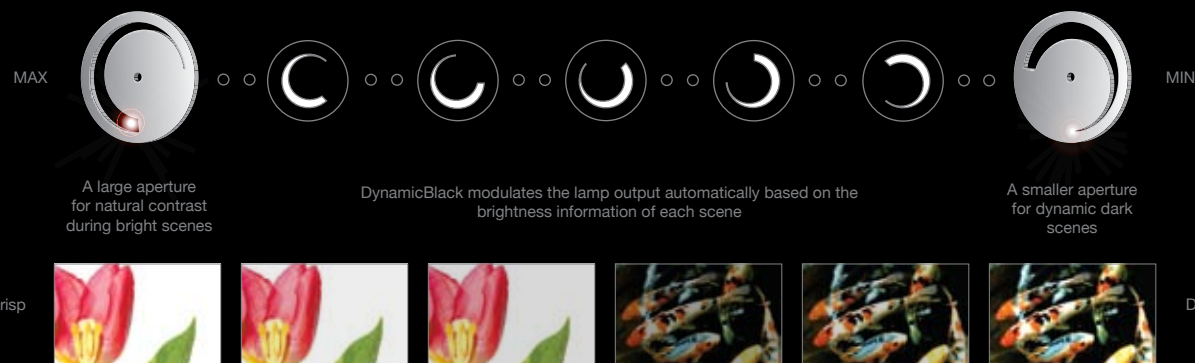 MAX
MIN
A large aperture
for natural contrast
during bright scenes
DynamicBlack modulates the lamp output automatically based on the
brightness information of each scene
A smaller aperture
for dynamic dark
scenes
risp
D